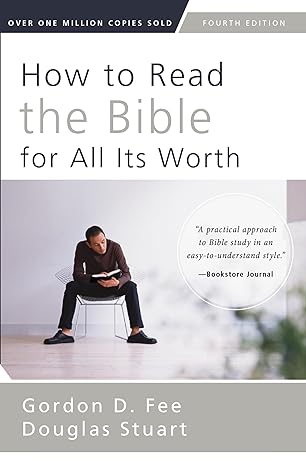 OVER ONE MILLION COPIES SOLD
FOURTH EDITION
How to Read
the Bible
for All Its Worth
"A practical approach
to Bible study in an
easy-to-understand style."
—Bookstore Journal
Gordon D. Fee
Douglas Stuart